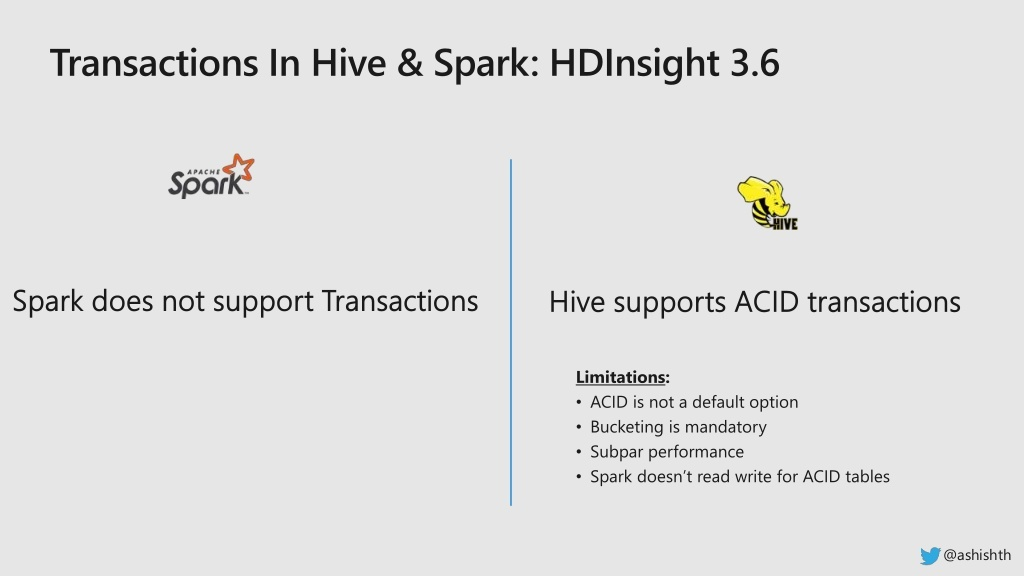 Transactions In Hive & Spark: HDInsight 3.6
APACHE
Spark™
Spark does not support Transactions
HIVE
Hive supports ACID transactions
Limitations:
• ACID is not a default option
• Bucketing is mandatory
• Subpar performance
• Spark doesn’t read write for ACID tables
@ashishth